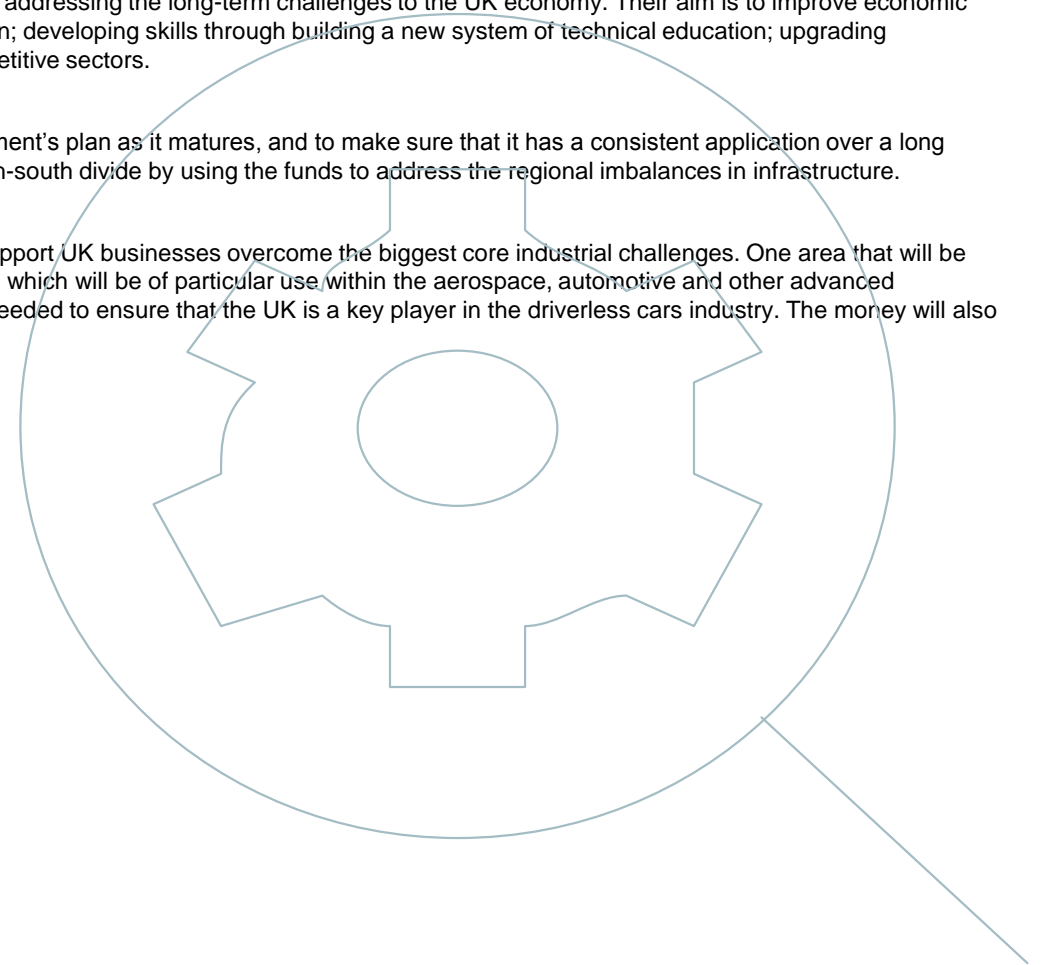 addressing the long-term challenges to the UK economy. Their aim is to improve economic
n; developing skills through building a new system of technical education; upgrading
etitive sectors.
ment’s plan as it matures, and to make sure that it has a consistent application over a long
h-south divide by using the funds to address the regional imbalances in infrastructure.
pport UK businesses overcome the biggest core industrial challenges. One area that will be
which will be of particular use within the aerospace, automotive and other advanced
eeded to ensure that the UK is a key player in the driverless cars industry. The money will also